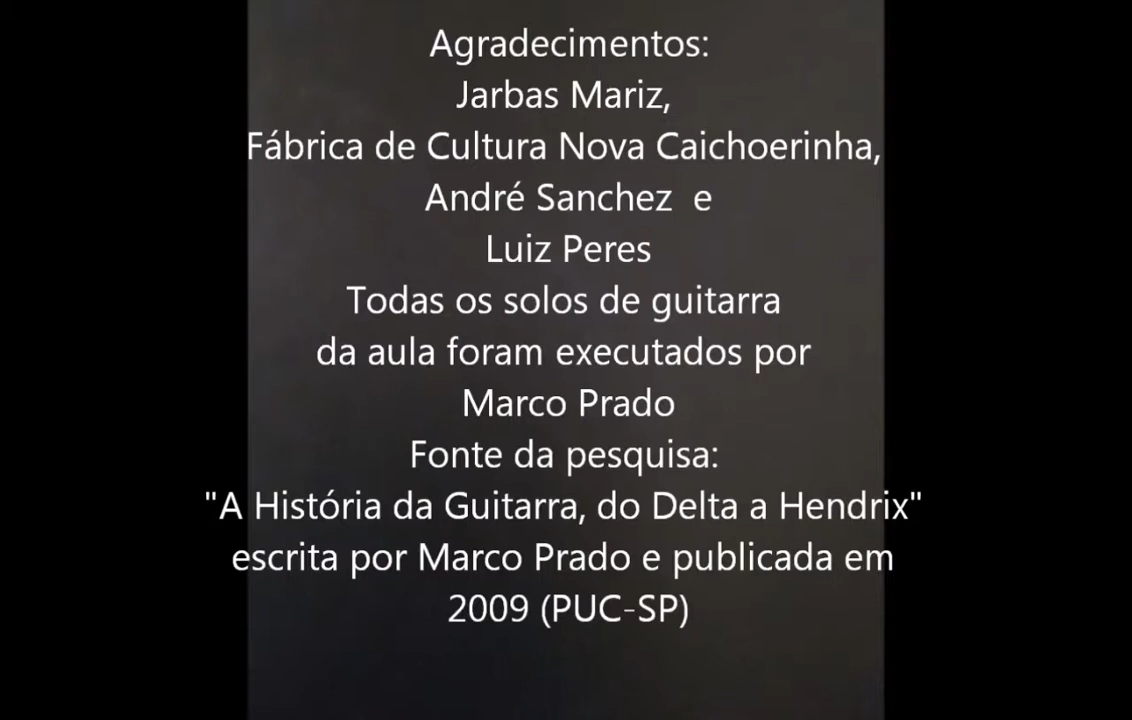 Agradecimentos:
Jarbas Mariz,
Fábrica de Cultura Nova Caichoerinha,
André Sanchez  e
Luiz Peres
Todas os solos de guitarra
da aula foram executados por
Marco Prado
Fonte da pesquisa:
"A História da Guitarra, do Delta a Hendrix"
escrita por Marco Prado e publicada em
2009 (PUC-SP)